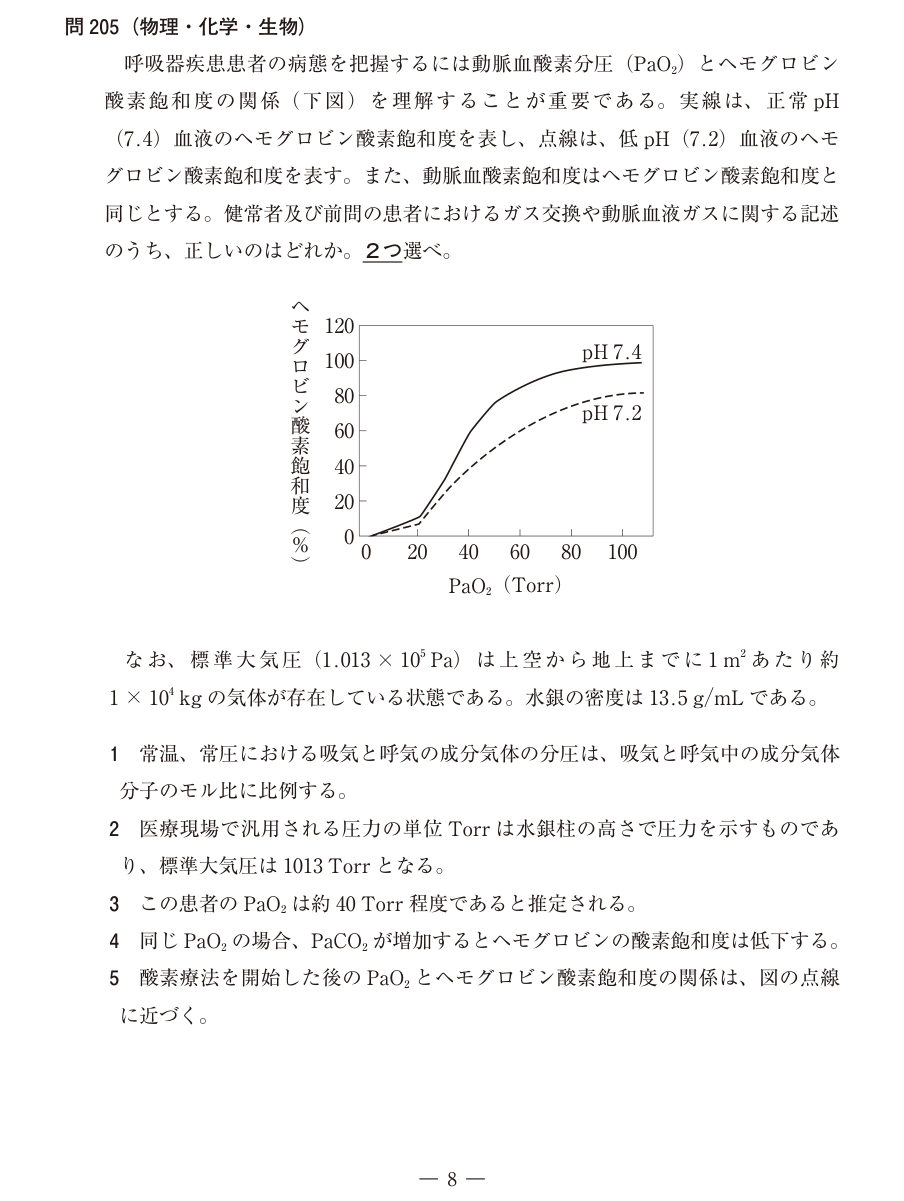 問 205（物理・化学・生物）
呼吸器疾患患者の病態を把握するには動脈血酸素分圧（PaO₂）とヘモグロビン
酸素飽和度の関係（下図）を理解することが重要である。実線は、正常 pH
（7.4）血液のヘモグロビン酸素飽和度を表し、点線は、低 pH（7.2）血液のヘモ
グロビン酸素飽和度を表す。また、動脈血酸素飽和度はヘモグロビン酸素飽和度と
同じとする。健常者及び前問の患者におけるガス交換や動脈血液ガスに関する記述
のうち、正しいのはどれか。２つ選べ。
ヘモグロビン酸素飽和度（%）
120
100
80
60
40
20
0
pH 7.4
pH 7.2
0 20 40 60 80 100
PaO₂（Torr）
なお、標準大気圧（1.013 × 10⁵ Pa）は上空から地上までに 1 m² あたり約
1 × 10⁴ kg の気体が存在している状態である。水銀の密度は 13.5 g/mL である。
1 常温、常圧における吸気と呼気の成分気体の分圧は、吸気と呼気中の成分気体
分子のモル比に比例する。
2 医療現場で汎用される圧力の単位 Torr は水銀柱の高さで圧力を示すものであ
り、標準大気圧は 1013 Torr となる。
3 この患者の PaO₂ は約 40 Torr 程度であると推定される。
4 同じ PaO₂ の場合、PaCO₂ が増加するとヘモグロビンの酸素飽和度は低下する。
5 酸素療法を開始した後の PaO₂ とヘモグロビン酸素飽和度の関係は、図の点線
に近づく。
— 8 —